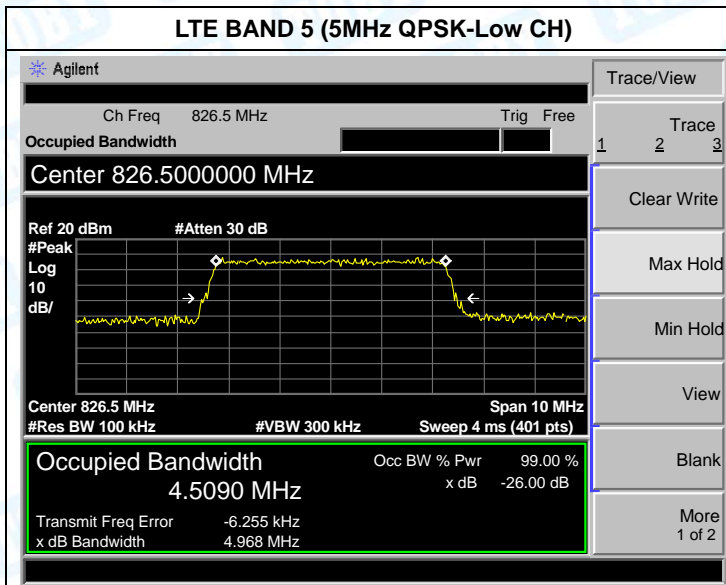 LTE BAND 5 (5MHz QPSK-Low CH)
Agilent
Trace/View
Ch Freq 826.5 MHz Trig Free
Occupied Bandwidth
Trace
1 2 3
Center 826.5000000 MHz
Clear Write
Ref 20 dBm #Atten 30 dB
#Peak
Log
10
dB/
Max Hold
Min Hold
Center 826.5 MHz Span 10 MHz
#Res BW 100 kHz #VBW 300 kHz Sweep 4 ms (401 pts)
View
Occupied Bandwidth Occ BW % Pwr 99.00 %
4.5090 MHz x dB -26.00 dB
Blank
Transmit Freq Error -6.255 kHz
x dB Bandwidth 4.968 MHz
More
1 of 2